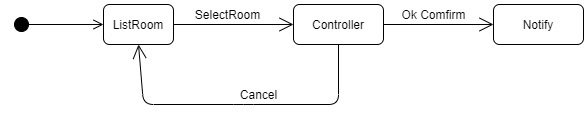 ListRoom
SelectRoom
Controller
Ok Comfirm
Notify
Cancel